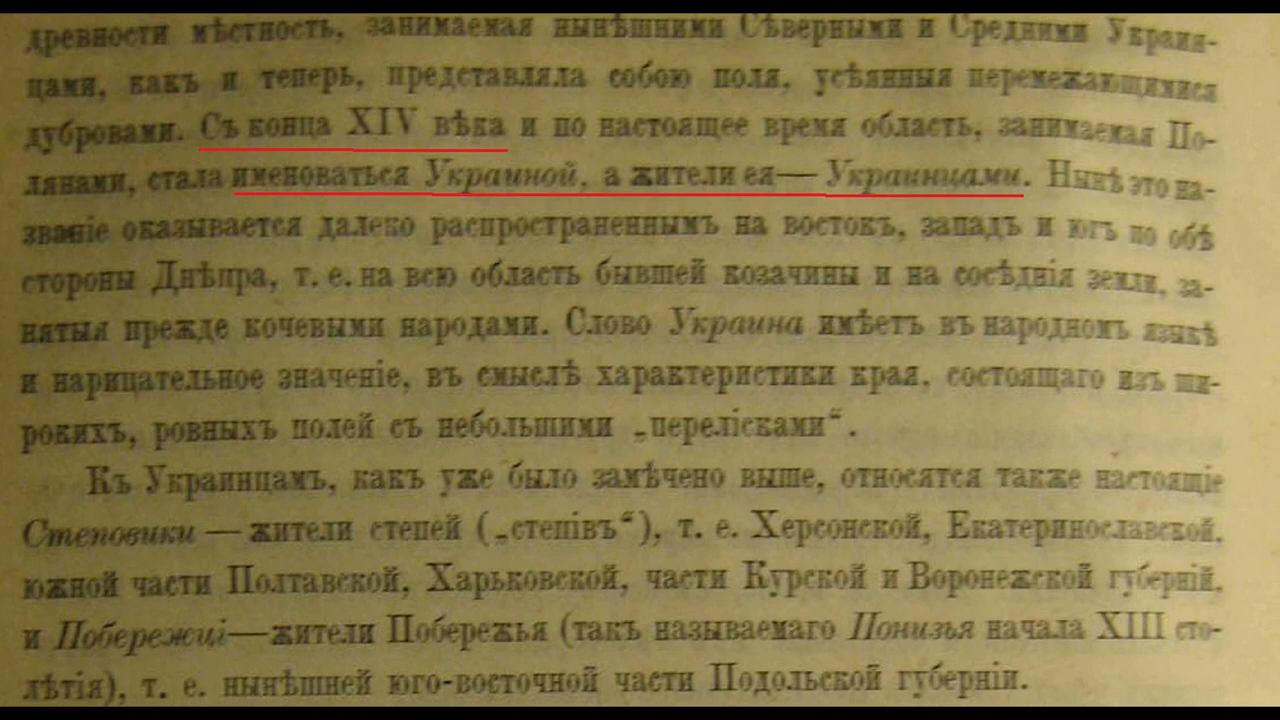 древности мѣстность, занимаемая нынѣшними Сѣверными и Средними Украин-
цами, какъ и теперь, представляла собою поля, усѣянныя перемежающимися
дубровами. Съ конца XIV вѣка и по настоящее время область, занимаемая По-
лянами, стала именоваться Украиной, а жители ея—Украинцами. Нынѣ это на-
званіе оказывается далеко распространеннымъ на востокъ, западъ и югъ по обѣ
стороны Днѣпра, т. е. на всю область бывшей козачины и на сосѣднія земли, за-
нятыя прежде кочевыми народами. Слово Украина имѣетъ въ народномъ языкѣ
и нарицательное значеніе, въ смыслѣ характеристики края, состоящаго изъ ши-
рокихъ, ровныхъ полей съ небольшими „перелісками“.
Къ Украинцамъ, какъ уже было замѣчено выше, относятся также настоящіе
Степовики — жители степей („степівъ“), т. е. Херсонской, Екатеринославской,
южной части Полтавской, Харьковской, части Курской и Воронежской губерній,
и Побережці—жители Побережья (такъ называемаго Понизья начала XIII сто-
лѣтія), т. е. нынѣшней юго-восточной части Подольской губерніи.